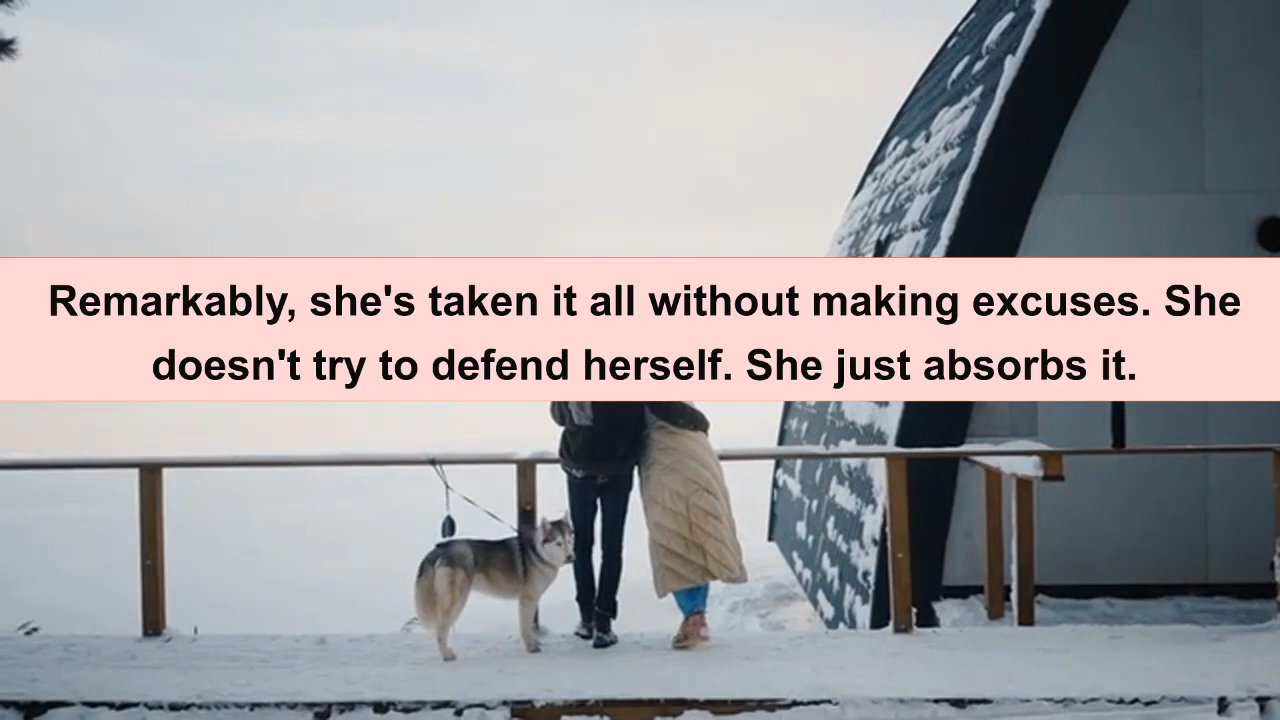 Remarkably, she's taken it all without making excuses. She
doesn't try to defend herself. She just absorbs it.